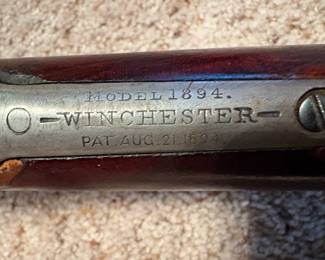 MODEL 1894.
-WINCHESTER-
PAT. AUG. 21. 1894